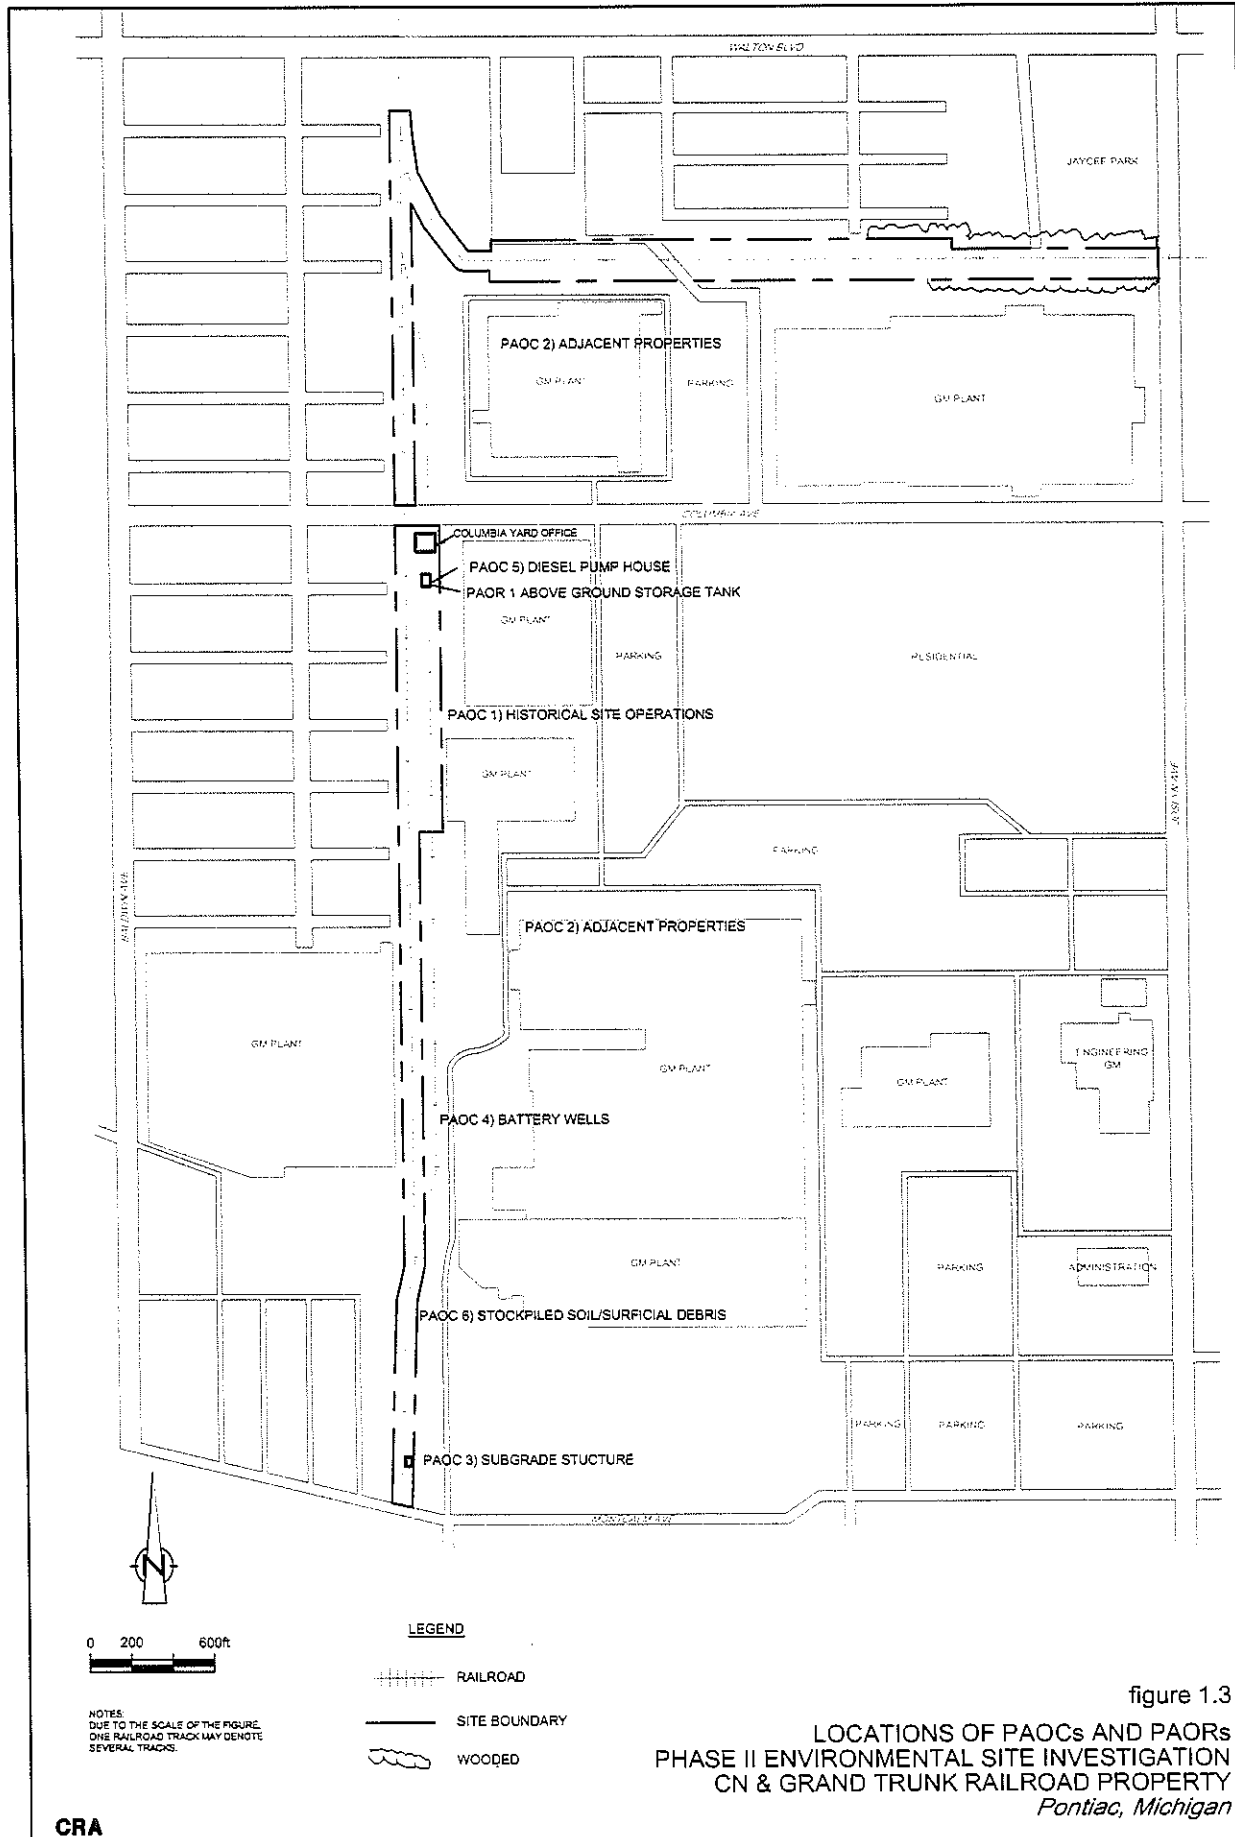 WALTON BLVD
JAYCEE PARK
PAOC 2) ADJACENT PROPERTIES
GM PLANT
PARKING
GM PLANT
COLUMBIA AVE
COLUMBIA YARD OFFICE
PAOC 5) DIESEL PUMP HOUSE
PAOR 1 ABOVE GROUND STORAGE TANK
GM PLANT
PARKING
RESIDENTIAL
PAOC 1) HISTORICAL SITE OPERATIONS
GM PLANT
JOSLYN AVE
PARKING
BALDWIN AVE
PAOC 2) ADJACENT PROPERTIES
GM PLANT
ENGINEERING
GM
GM PLANT
GM PLANT
PAOC 4) BATTERY WELLS
GM PLANT
PARKING
ADMINISTRATION
PAOC 6) STOCKPILED SOIL/SURFICIAL DEBRIS
PARKING
PARKING
PARKING
PAOC 3) SUBGRADE STUCTURE
MONTCALM AVE
N
0 200 600ft
LEGEND
RAILROAD
SITE BOUNDARY
WOODED
NOTES:
DUE TO THE SCALE OF THE FIGURE,
ONE RAILROAD TRACK MAY DENOTE
SEVERAL TRACKS.
figure 1.3
LOCATIONS OF PAOCs AND PAORs
PHASE II ENVIRONMENTAL SITE INVESTIGATION
CN & GRAND TRUNK RAILROAD PROPERTY
Pontiac, Michigan
CRA